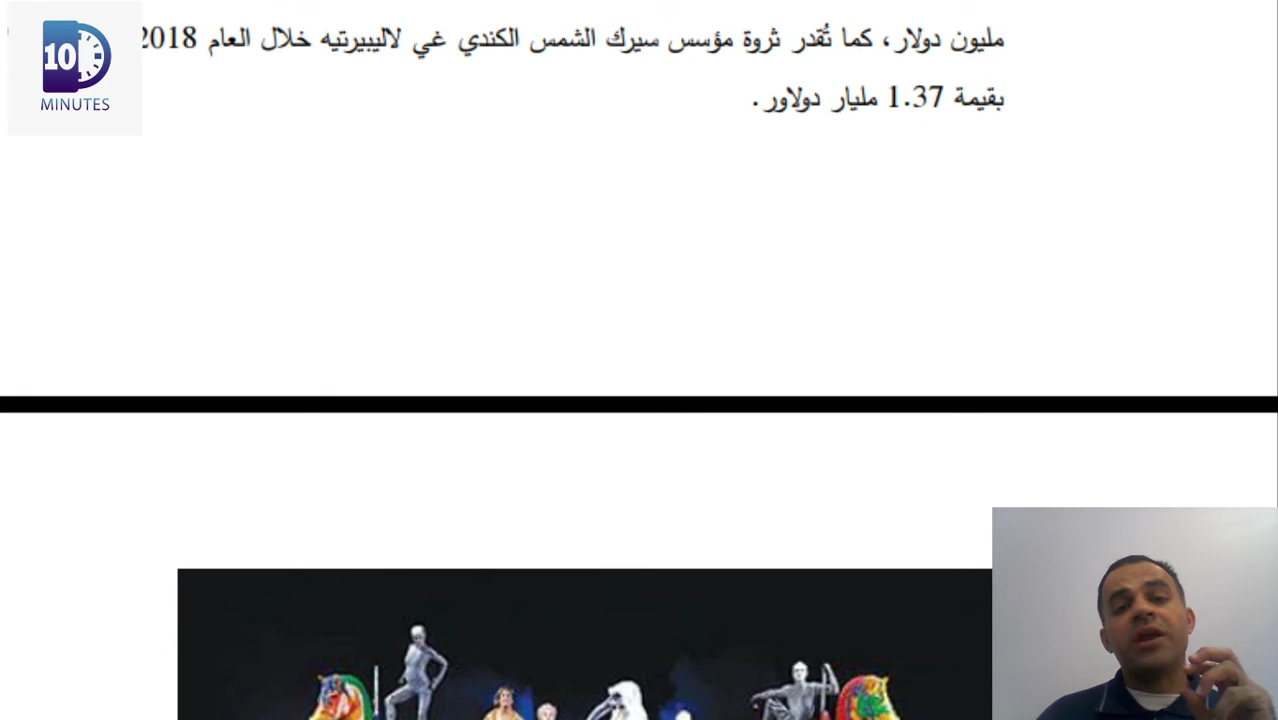 10
MINUTES
مليون دولار، كما تُقدر ثروة مؤسس سيرك الشمس الكندي غي لاليبيرتيه خلال العام 2018
بقيمة 1.37 مليار دولاور.